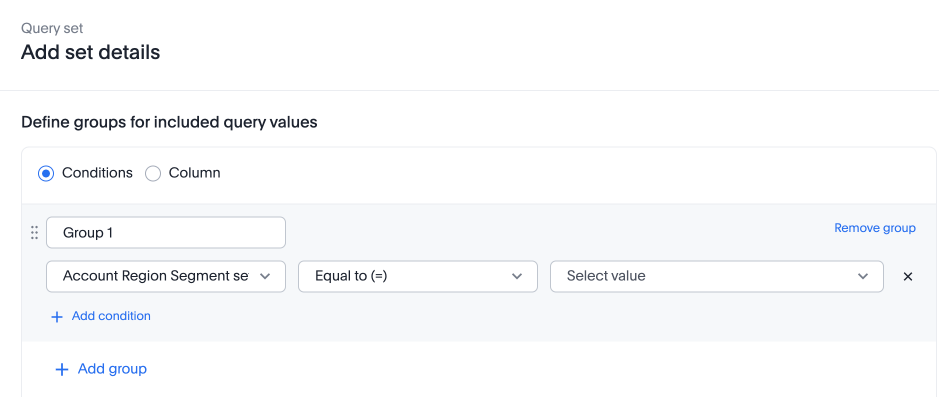 Query set
Add set details
Define groups for included query values
Conditions Column
Group 1 Remove group
Account Region Segment se Equal to (=) Select value
Add condition
Add group